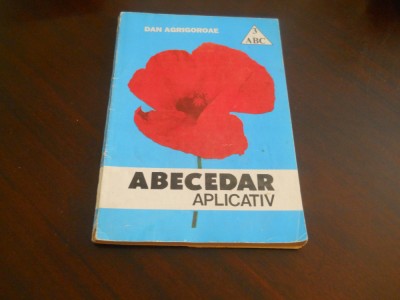 DAN AGRIGOROAE
3
ABC
ABECEDAR
APLICATIV